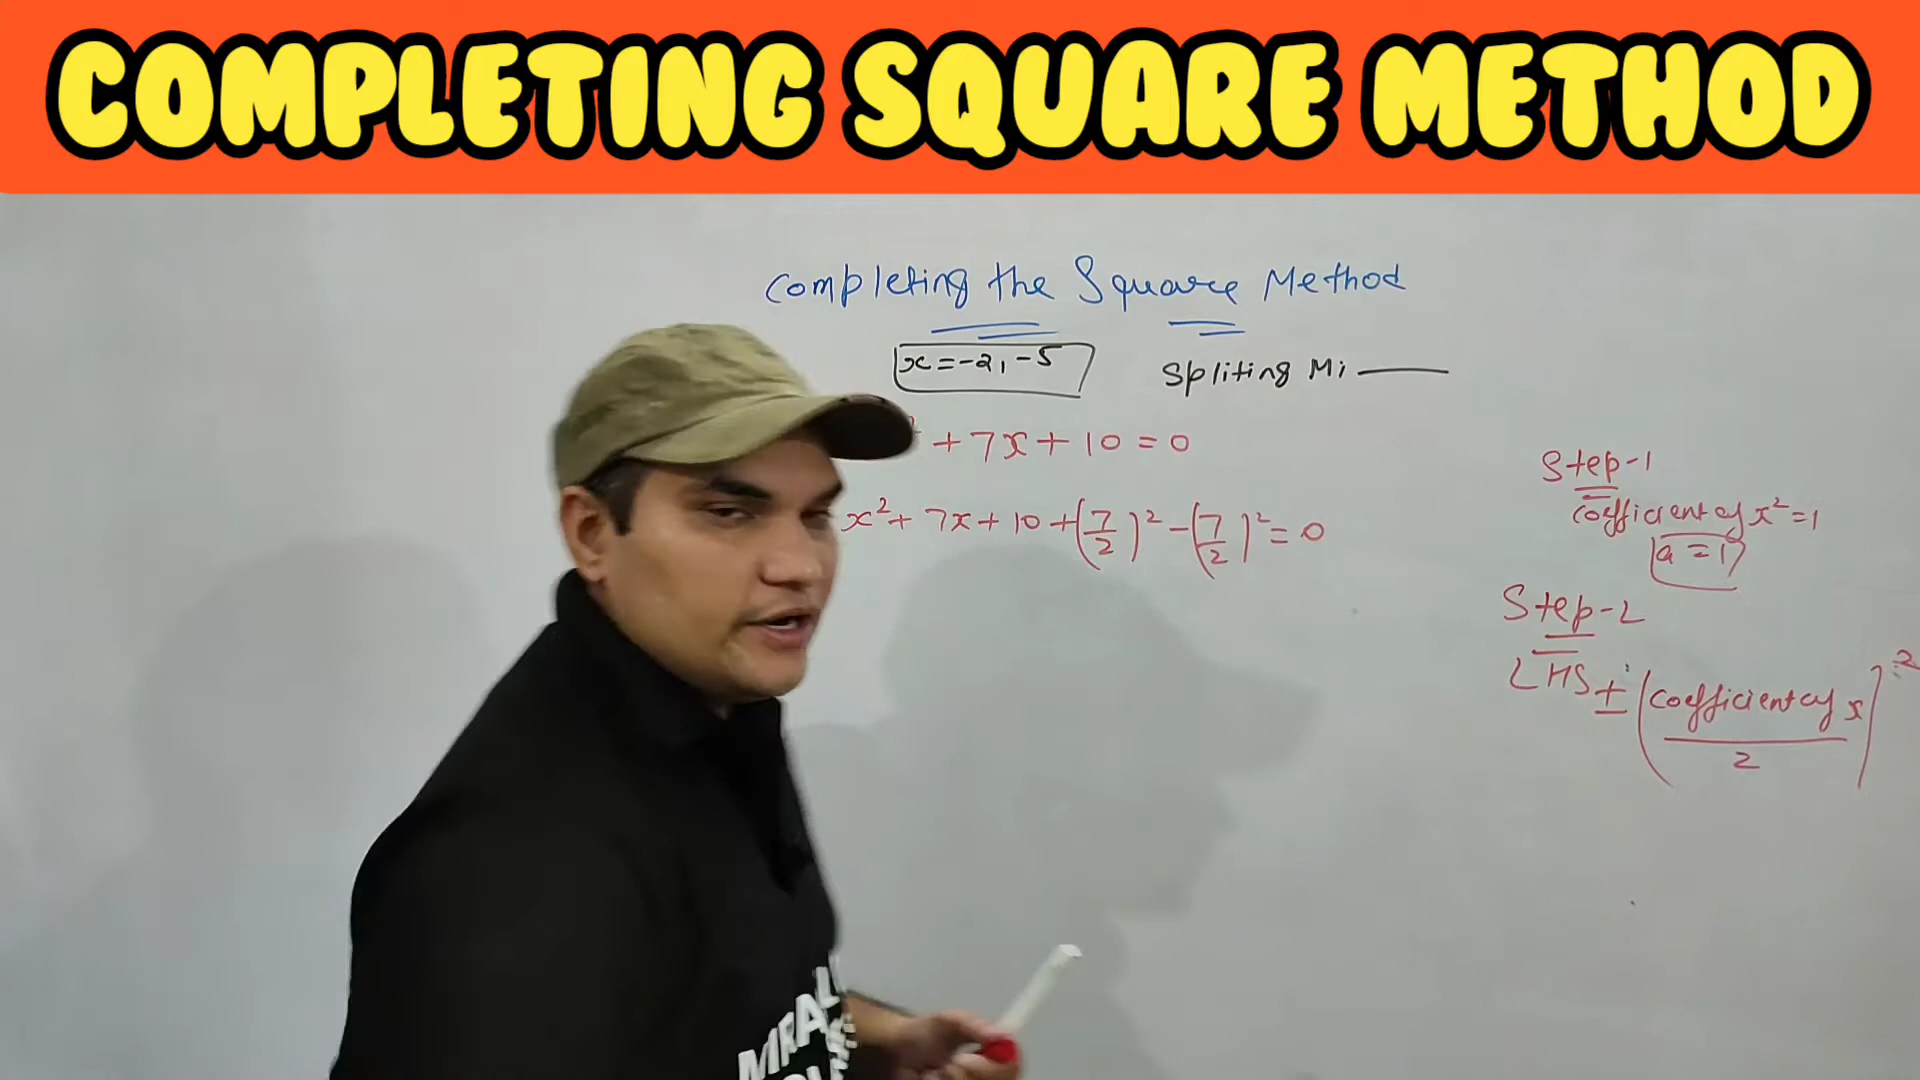 COMPLETING SQUARE METHOD
Completing the Square Method
x = -2, -5
Spliting Mi
+ 7x + 10 = 0
x² + 7x + 10 + (7/2)² - (7/2)² = 0
Step-1
coefficient of x² = 1
a = 1
Step-2
LHS ± (coefficient of x / 2)²